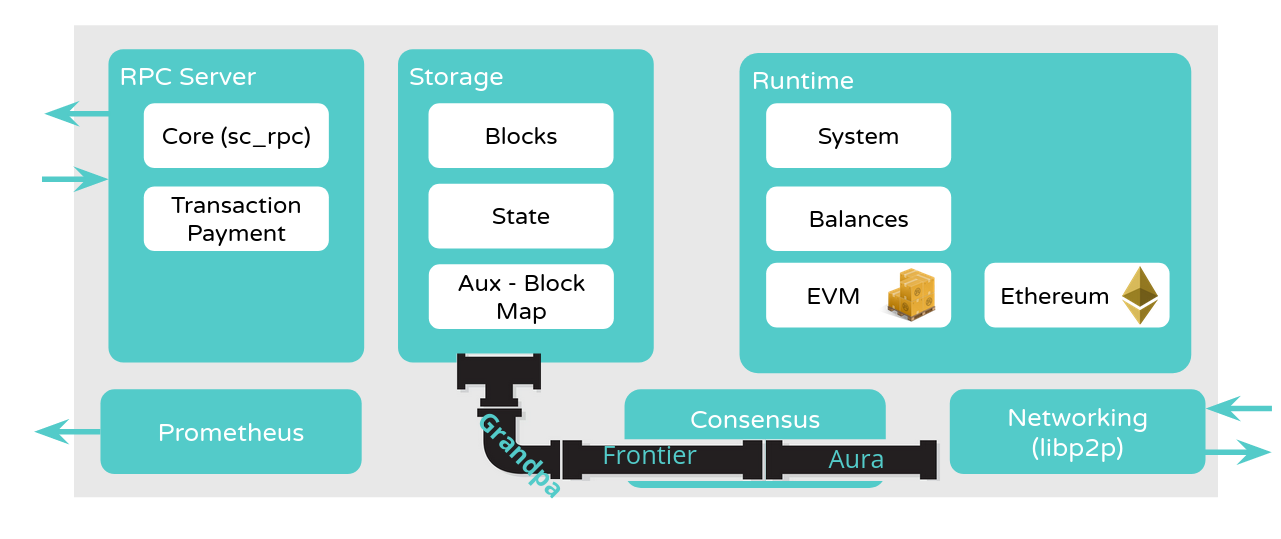 RPC Server
Core (sc_rpc)
Transaction
Payment
Storage
Blocks
State
Aux - Block
Map
Runtime
System
Balances
EVM
Ethereum
Prometheus
Grandpa
Consensus
Frontier
Aura
Networking
(libp2p)